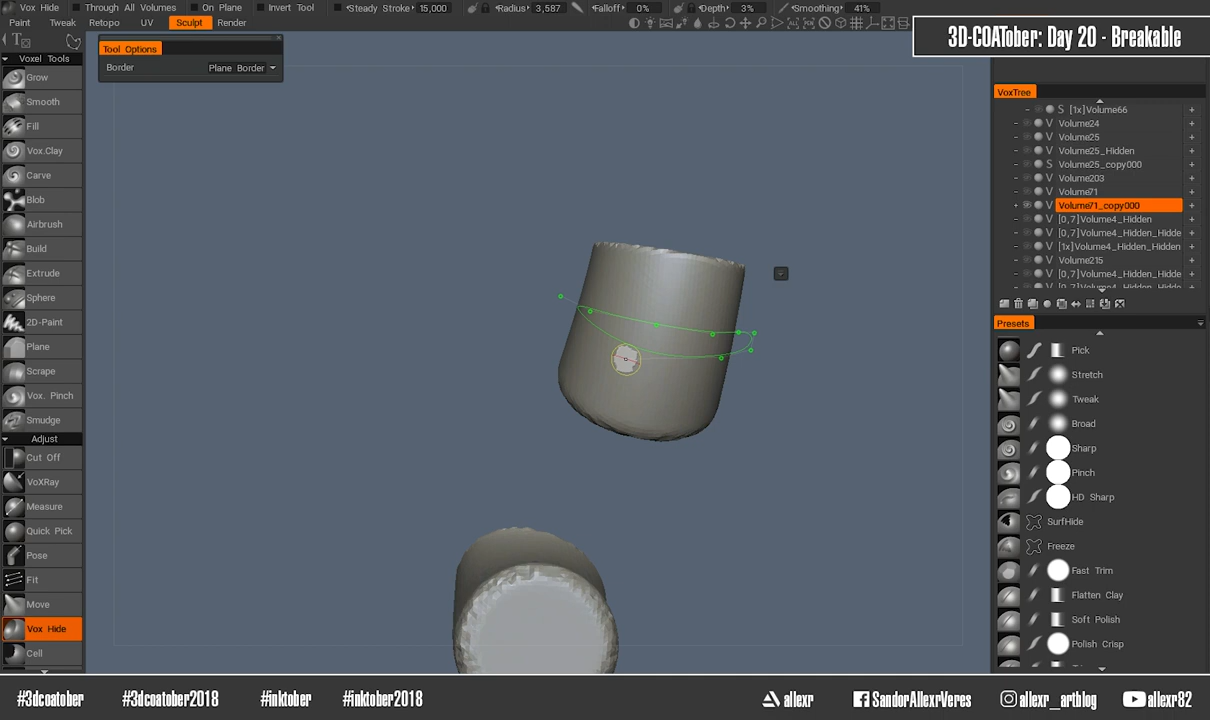 Vox Hide Through All Volumes On Plane Invert Tool Steady Stroke 15,000 Radius 3,587 Falloff 0% Depth 3% Smoothing 41%
Paint Tweak Retopo UV Sculpt Render
3D-COATober: Day 20 - Breakable
Tool Options
Border Plane Border
Voxel Tools
Grow
Smooth
Fill
Vox.Clay
Carve
Blob
Airbrush
Build
Extrude
Sphere
2D-Paint
Plane
Scrape
Vox. Pinch
Smudge
Adjust
Cut Off
VoXRay
Measure
Quick Pick
Pose
Fit
Move
Vox Hide
Cell
VoxTree
S [1x]Volume66
V Volume24
V Volume25
V Volume25_Hidden
S Volume25_copy000
V Volume203
V Volume71
V Volume71_copy000
V [0,7]Volume4_Hidden
V [0,7]Volume4_Hidden_Hidde
V [1x]Volume4_Hidden_Hidden
V Volume215
V [0,7]Volume4_Hidden_Hidde
Presets
Pick
Stretch
Tweak
Broad
Sharp
Pinch
HD Sharp
SurfHide
Freeze
Fast Trim
Flatten Clay
Soft Polish
Polish Crisp
#3dcoatober #3dcoatober2018 #inktober #inktober2018 allexr SandorAllexrVeres allexr_artblog allexr82